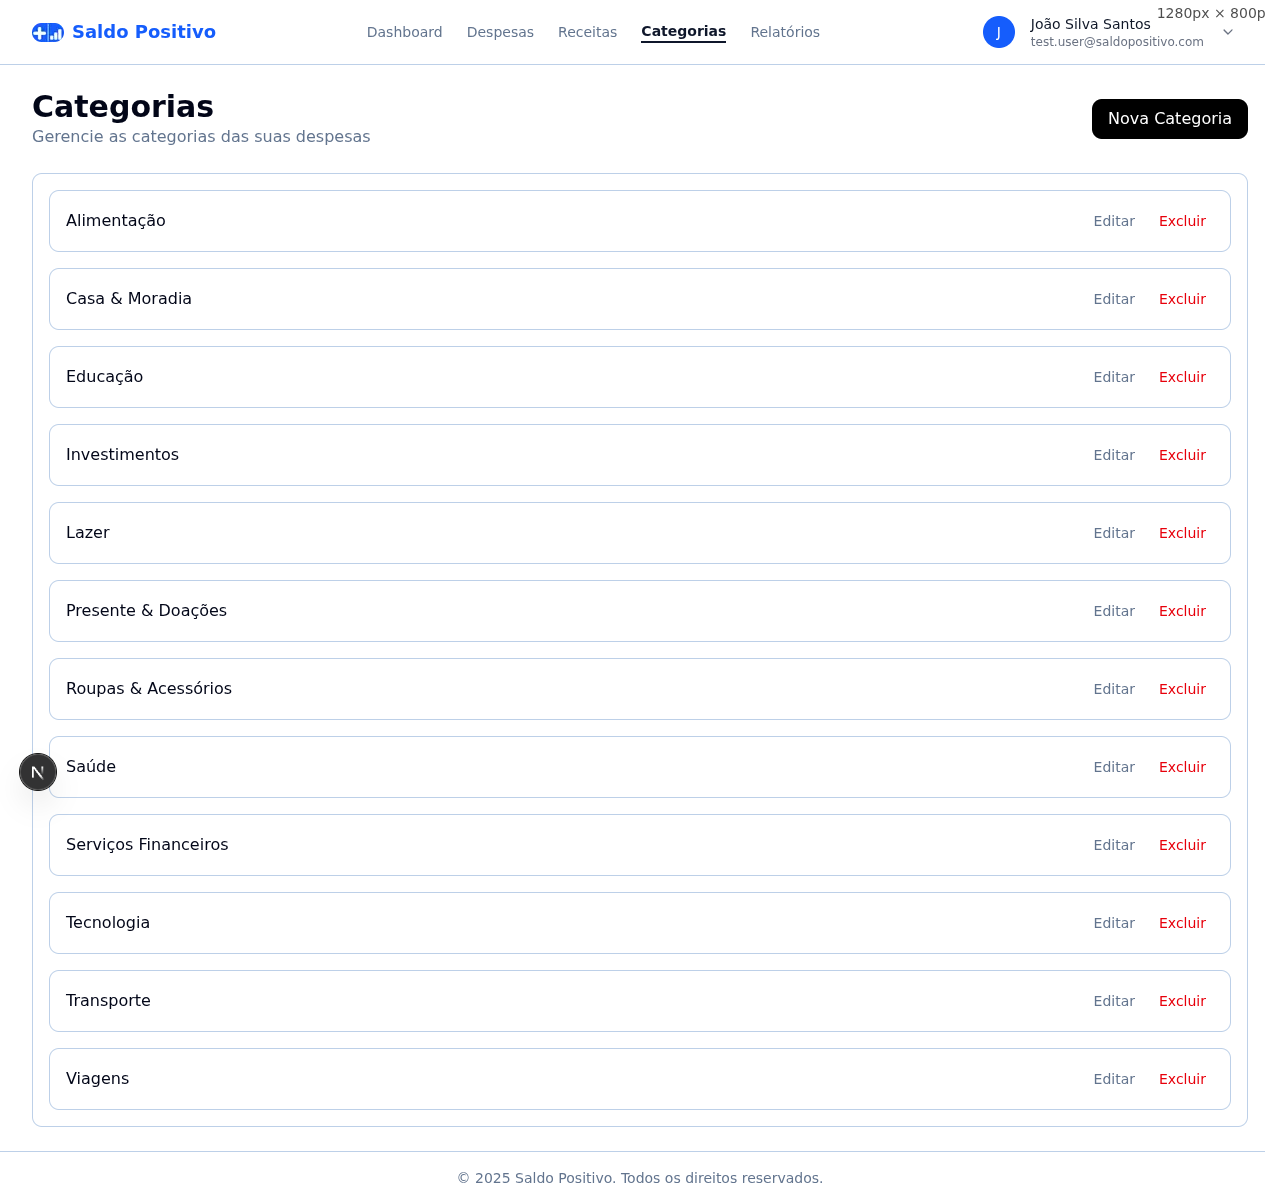 Saldo Positivo
Dashboard Despesas Receitas Categorias Relatórios
J
João Silva Santos
test.user@saldopositivo.com
1280px × 800p
Categorias
Gerencie as categorias das suas despesas
Nova Categoria
Alimentação Editar Excluir
Casa & Moradia Editar Excluir
Educação Editar Excluir
Investimentos Editar Excluir
Lazer Editar Excluir
Presente & Doações Editar Excluir
Roupas & Acessórios Editar Excluir
N
Saúde Editar Excluir
Serviços Financeiros Editar Excluir
Tecnologia Editar Excluir
Transporte Editar Excluir
Viagens Editar Excluir
© 2025 Saldo Positivo. Todos os direitos reservados.